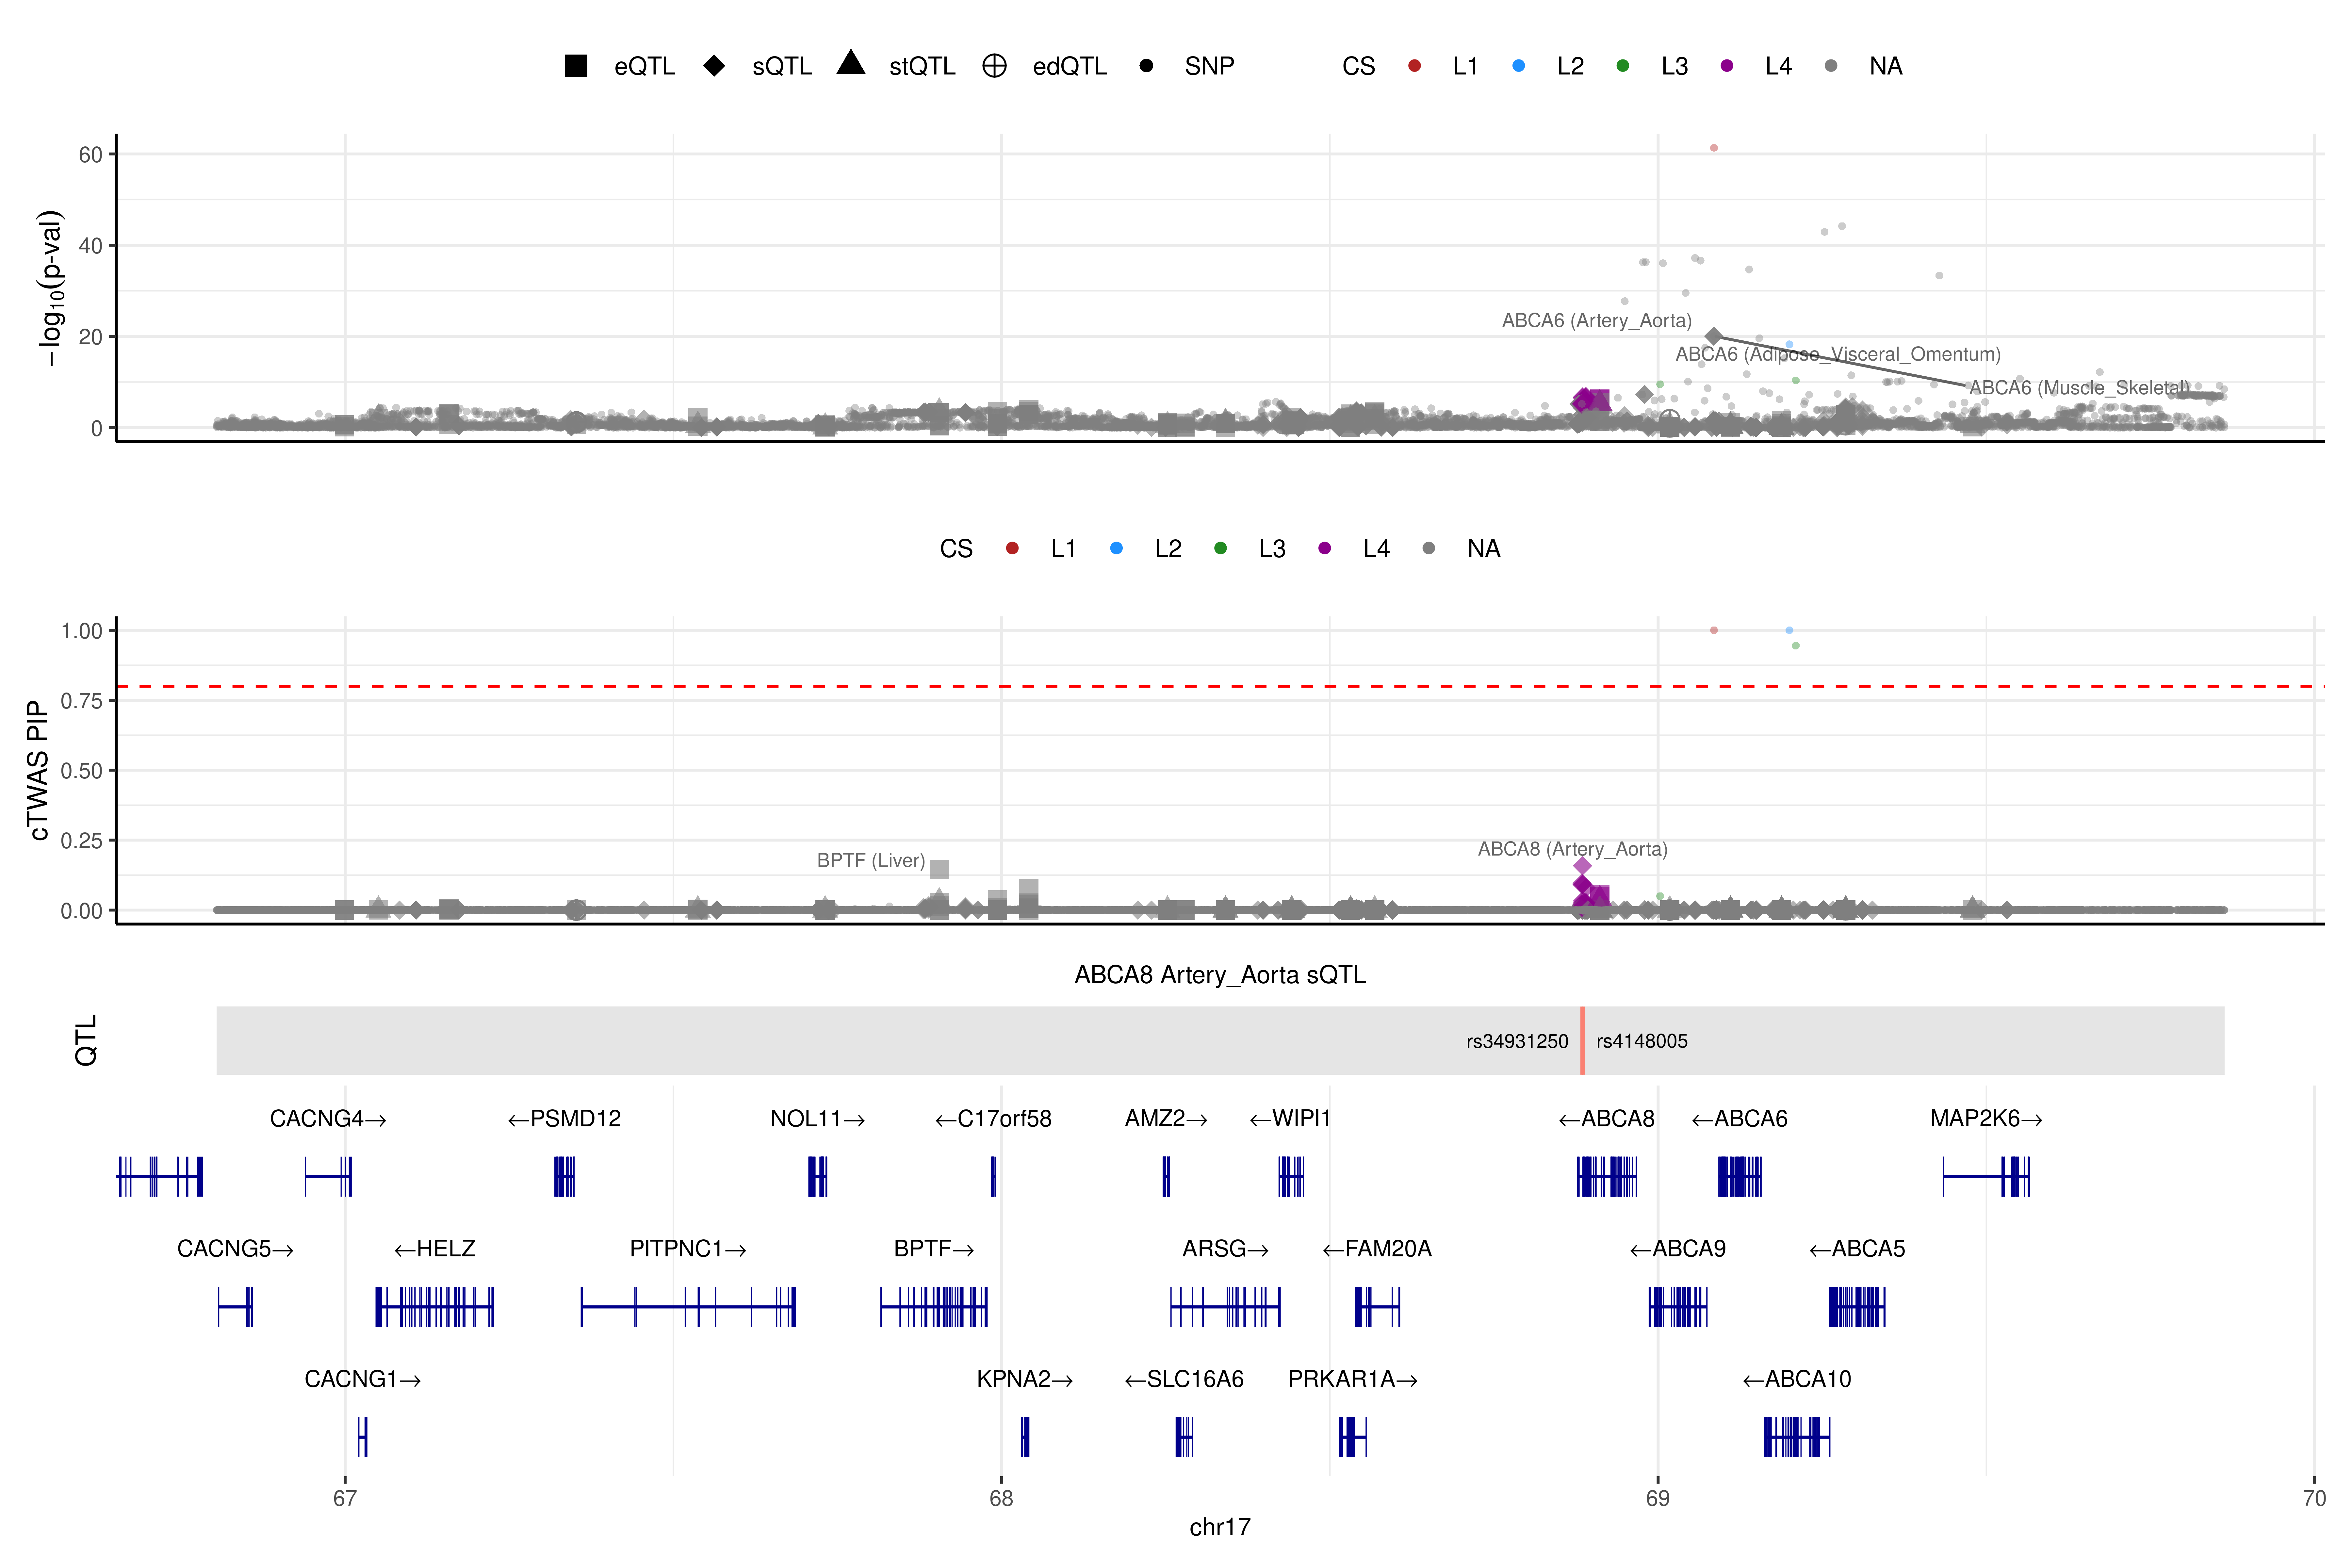 eQTL sQTL stQTL edQTL SNP CS L1 L2 L3 L4 NA
−log10(p-val)
60
40
20
0
ABCA6 (Artery_Aorta)
ABCA6 (Adipose_Visceral_Omentum)
ABCA6 (Muscle_Skeletal)
CS L1 L2 L3 L4 NA
cTWAS PIP
1.00
0.75
0.50
0.25
0.00
BPTF (Liver)
ABCA8 (Artery_Aorta)
ABCA8 Artery_Aorta sQTL
QTL
rs34931250 rs4148005
CACNG4→ ←PSMD12 NOL11→ ←C17orf58 AMZ2→ ←WIPI1 ←ABCA8 ←ABCA6 MAP2K6→
CACNG5→ ←HELZ PITPNC1→ BPTF→ ARSG→ ←FAM20A ←ABCA9 ←ABCA5
CACNG1→ KPNA2→ ←SLC16A6 PRKAR1A→ ←ABCA10
67 68 69 70
chr17